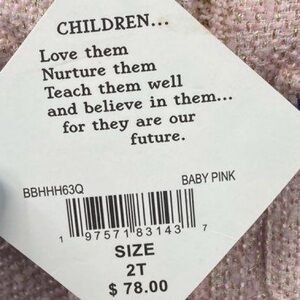 CHILDREN...
Love them
Nurture them
Teach them well
and believe in them...
for they are our
future.
BBHHH63Q BABY PINK
1 97571 83143 7
SIZE
2T
$ 78.00